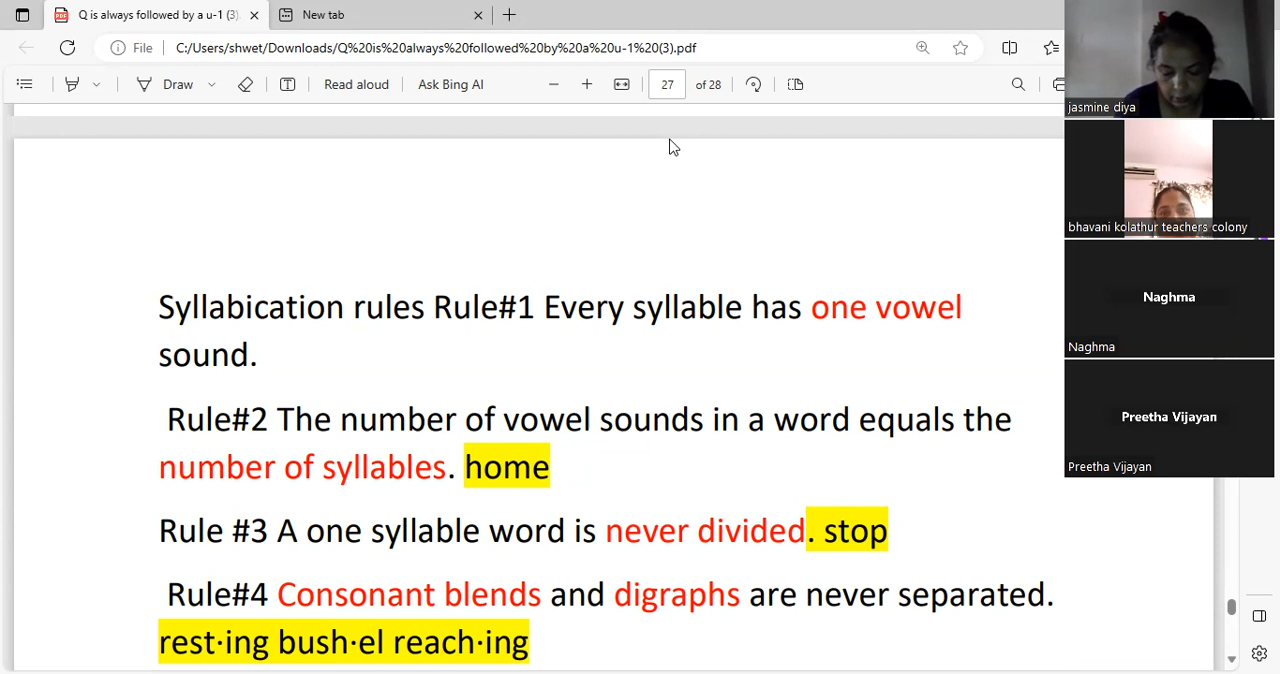 Q is always followed by a u-1 (3).
New tab
File
C:/Users/shwet/Downloads/Q%20is%20always%20followed%20by%20a%20u-1%20(3).pdf
Draw
Read aloud
Ask Bing AI
27
of 28
jasmine diya
bhavani kolathur teachers colony
Naghma
Naghma
Preetha Vijayan
Preetha Vijayan
Syllabication rules Rule#1 Every syllable has one vowel
sound.
Rule#2 The number of vowel sounds in a word equals the
number of syllables. home
Rule #3 A one syllable word is never divided. stop
Rule#4 Consonant blends and digraphs are never separated.
rest·ing bush·el reach·ing